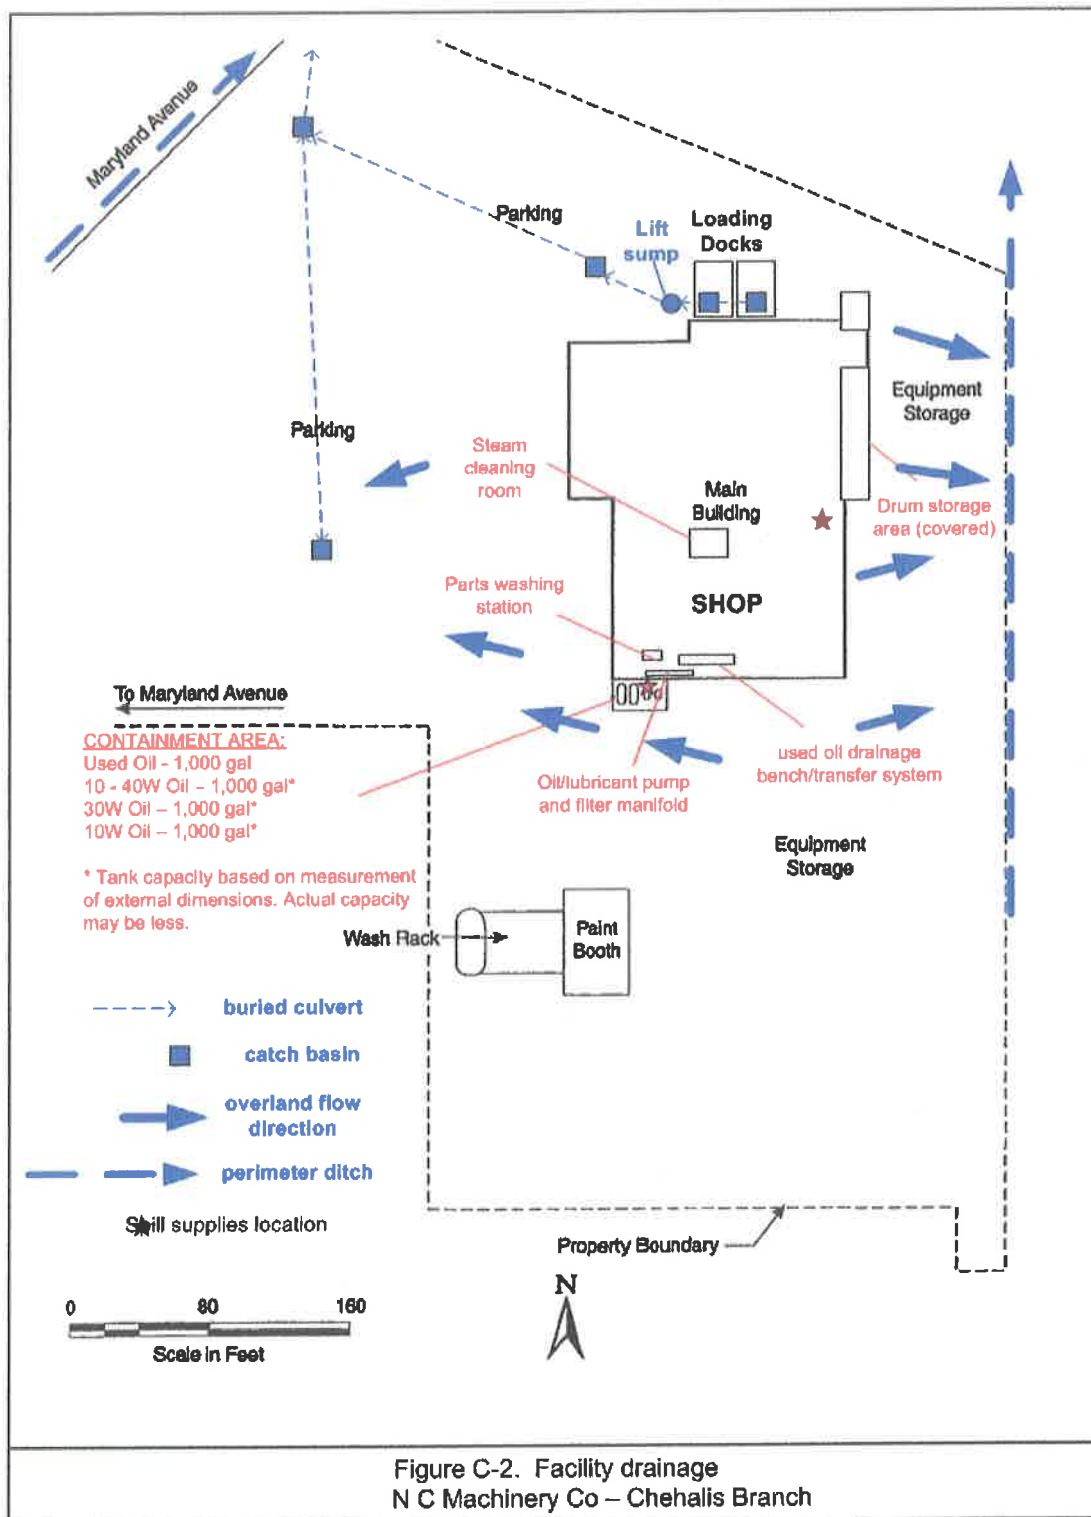 Maryland Avenue
Parking
Lift
sump
Loading
Docks
Equipment
Storage
Parking
Steam
cleaning
room
Main
Building
Drum storage
area (covered)
SHOP
Parts washing
station
To Maryland Avenue
CONTAINMENT AREA:
Used Oil - 1,000 gal
10 - 40W Oil – 1,000 gal*
30W Oil – 1,000 gal*
10W Oil – 1,000 gal*
* Tank capacity based on measurement
of external dimensions. Actual capacity
may be less.
Oil/lubricant pump
and filter manifold
used oil drainage
bench/transfer system
Equipment
Storage
Wash Rack
Paint
Booth
buried culvert
catch basin
overland flow
direction
perimeter ditch
Spill supplies location
Property Boundary
N
0 80 160
Scale in Feet
Figure C-2. Facility drainage
N C Machinery Co – Chehalis Branch